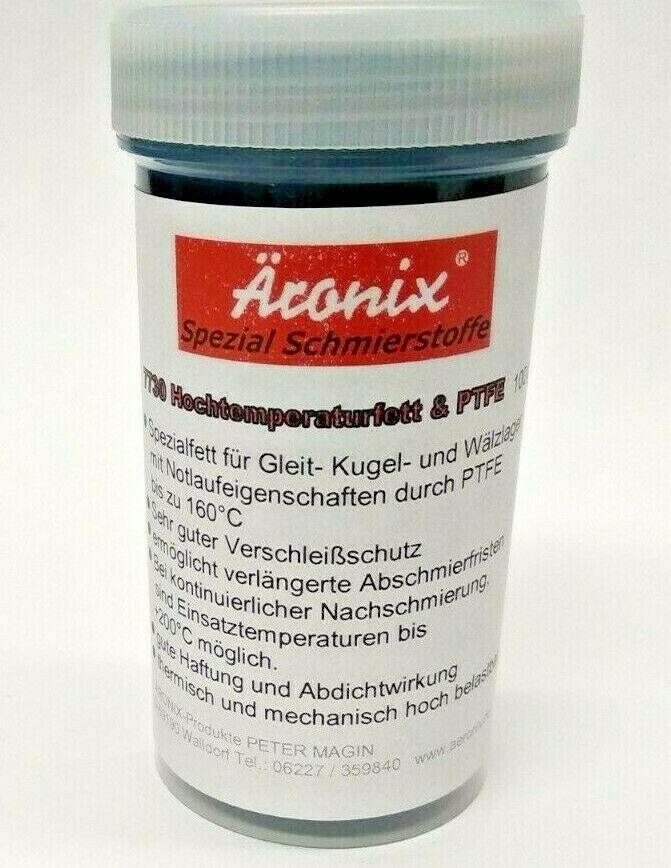 Äronix®
Spezial Schmierstoffe
7730 Hochtemperaturfett & PTFE
Spezialfett für Gleit- Kugel- und Wälzlager
mit Notlaufeigenschaften durch PTFE
bis zu 160°C
sehr guter Verschleißschutz
ermöglicht verlängerte Abschmierfristen
Bei kontinuierlicher Nachschmierung,
sind Einsatztemperaturen bis
+200°C möglich.
gute Haftung und Abdichtwirkung
thermisch und mechanisch hoch
ÄRONIX-Produkte PETER MAGIN
Walldorf Tel.: 06227 / 359840